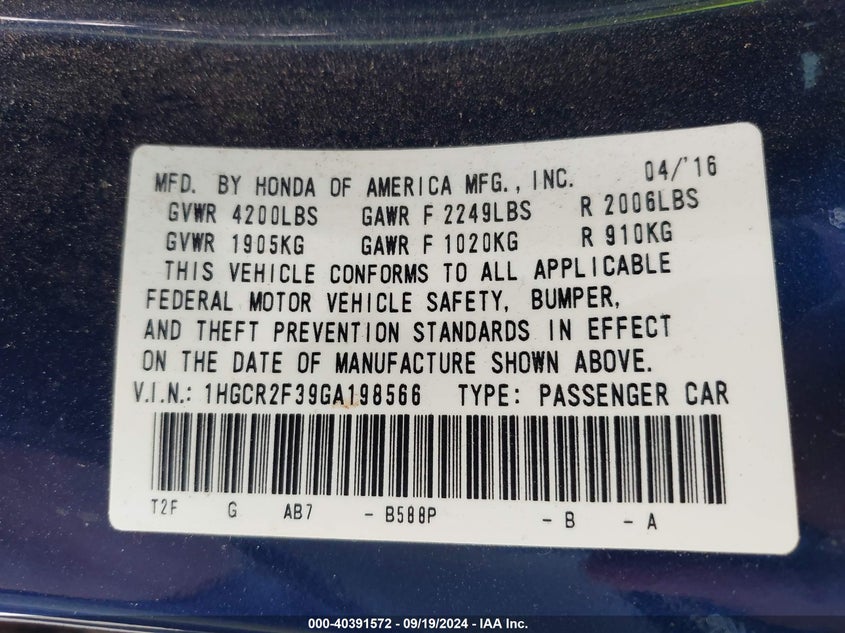 MFD. BY HONDA OF AMERICA MFG., INC. 04/'16
GVWR 4200LBS GAWR F 2249LBS R 2006LBS
GVWR 1905KG GAWR F 1020KG R 910KG
THIS VEHICLE CONFORMS TO ALL APPLICABLE
FEDERAL MOTOR VEHICLE SAFETY, BUMPER,
AND THEFT PREVENTION STANDARDS IN EFFECT
ON THE DATE OF MANUFACTURE SHOWN ABOVE.
V.I.N.: 1HGCR2F39GA198566 TYPE: PASSENGER CAR
T2F G AB7 - B588P - B - A
000-40391572 - 09/19/2024 - IAA Inc.